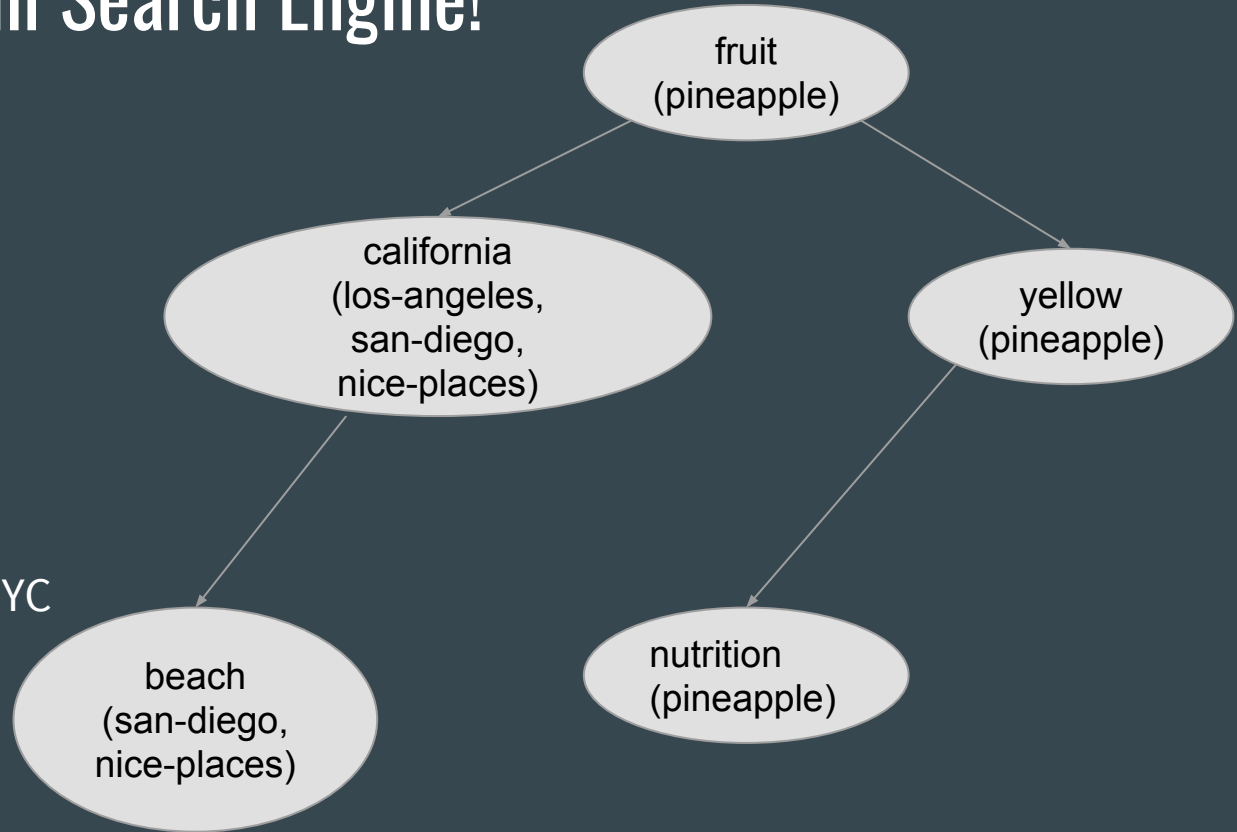 Search Engine!
fruit
(pineapple)
california
(los-angeles,
san-diego,
nice-places)
yellow
(pineapple)
YC
beach
(san-diego,
nice-places)
nutrition
(pineapple)